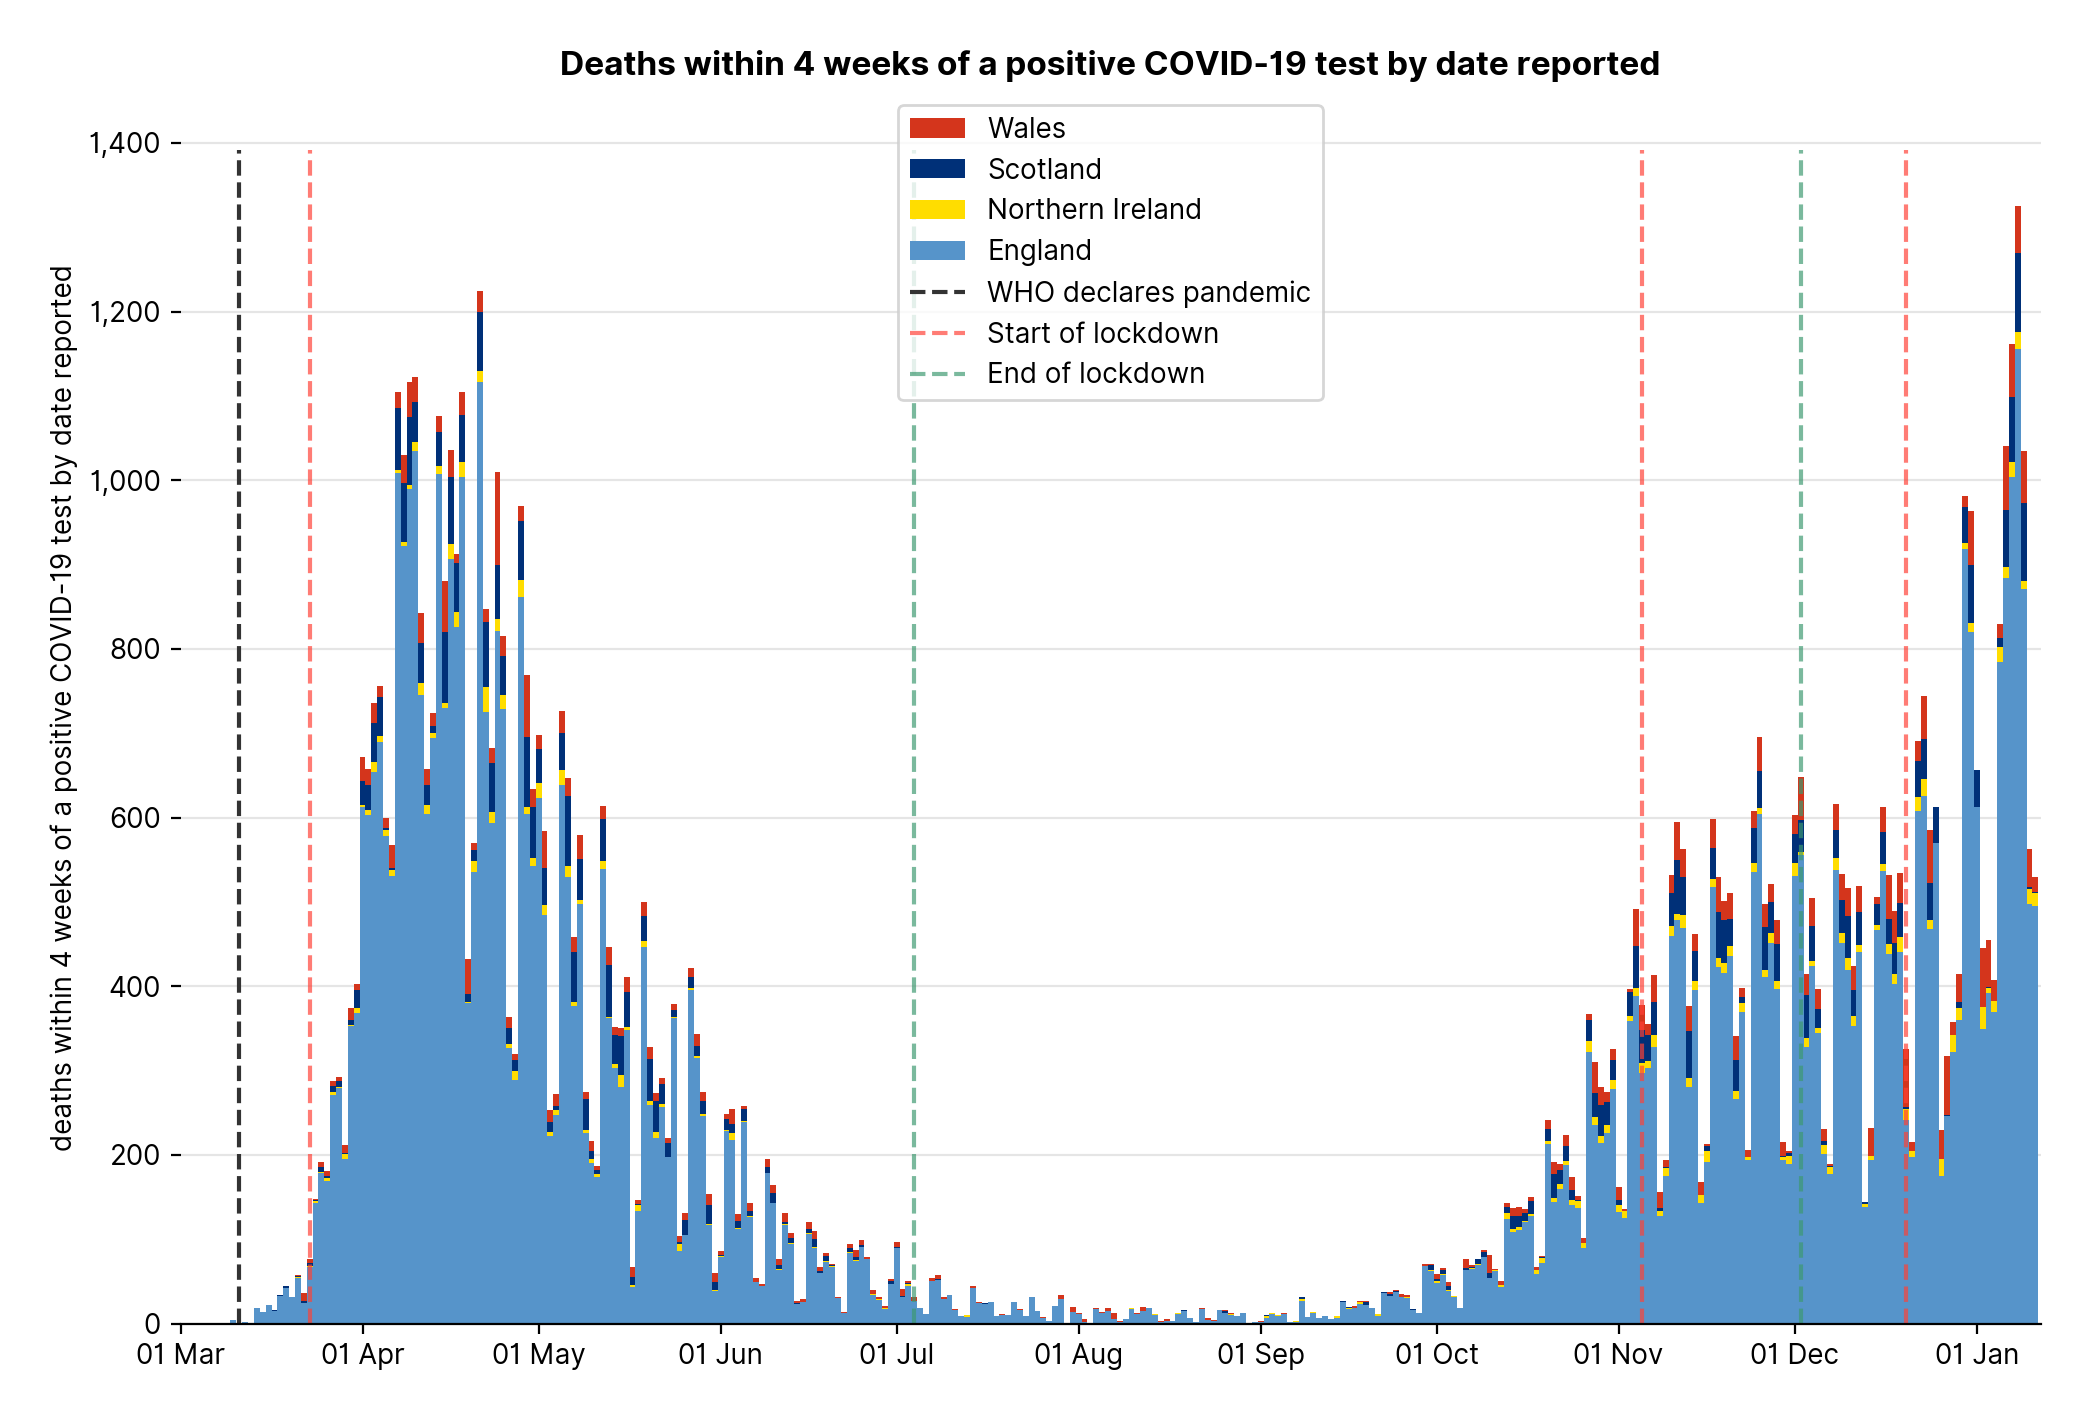 Deaths within 4 weeks of a positive COVID-19 test by date reported
Wales
Scotland
Northern Ireland
England
WHO declares pandemic
Start of lockdown
End of lockdown
deaths within 4 weeks of a positive COVID-19 test by date reported
1,400
1,200
1,000
800
600
400
200
0
01 Mar
01 Apr
01 May
01 Jun
01 Jul
01 Aug
01 Sep
01 Oct
01 Nov
01 Dec
01 Jan